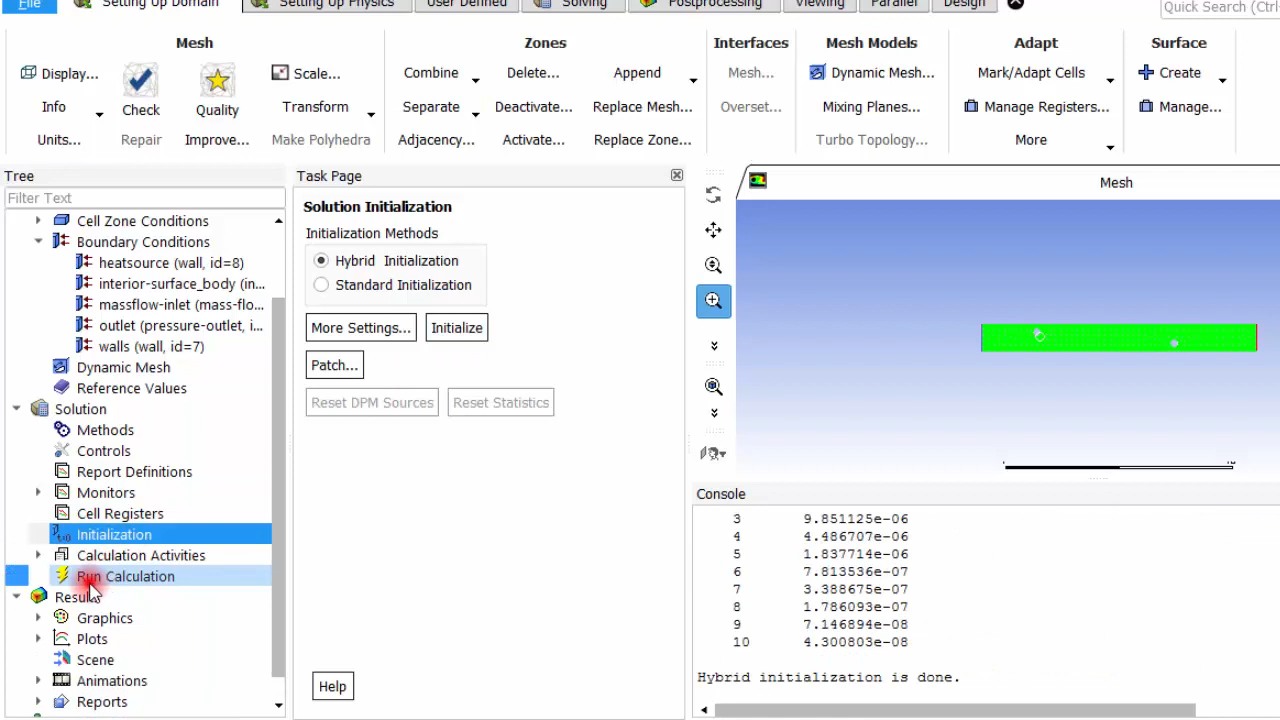 File
Setting Up Domain
Setting Up Physics
User Defined
Solving
Postprocessing
Viewing
Parallel
Design
Quick Search (Ctrl-
Mesh
Zones
Interfaces
Mesh Models
Adapt
Surface
Display...
Scale...
Combine
Delete...
Append
Mesh...
Dynamic Mesh...
Mark/Adapt Cells
Create
Info
Check
Quality
Transform
Separate
Deactivate...
Replace Mesh...
Overset...
Mixing Planes...
Manage Registers...
Manage...
Units...
Repair
Improve...
Make Polyhedra
Adjacency...
Activate...
Replace Zone...
Turbo Topology...
More
Tree
Filter Text
Cell Zone Conditions
Boundary Conditions
heatsource (wall, id=8)
interior-surface_body (in...
massflow-inlet (mass-flo...
outlet (pressure-outlet, i...
walls (wall, id=7)
Dynamic Mesh
Reference Values
Solution
Methods
Controls
Report Definitions
Monitors
Cell Registers
Initialization
Calculation Activities
Run Calculation
Results
Graphics
Plots
Scene
Animations
Reports
Task Page
Solution Initialization
Initialization Methods
Hybrid Initialization
Standard Initialization
More Settings...
Initialize
Patch...
Reset DPM Sources
Reset Statistics
Help
Mesh
Console
3 9.851125e-06
4 4.486707e-06
5 1.837714e-06
6 7.813536e-07
7 3.388675e-07
8 1.786093e-07
9 7.146894e-08
10 4.300803e-08
Hybrid initialization is done.